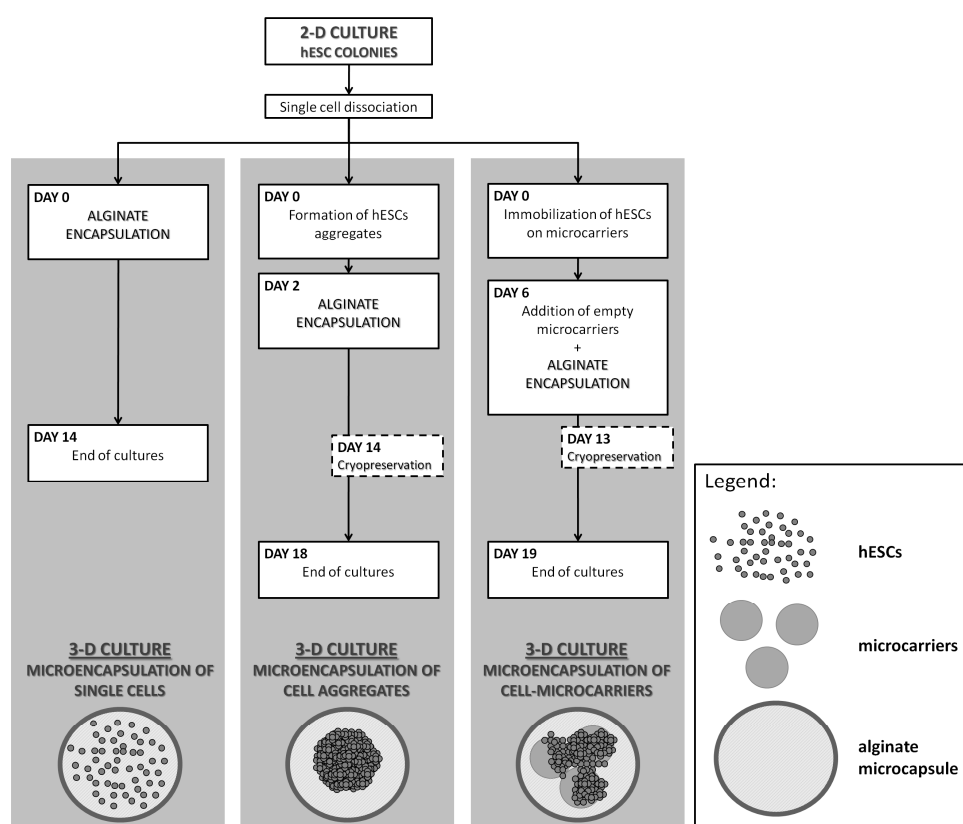 2-D CULTURE
hESC COLONIES
Single cell dissociation
DAY 0
ALGINATE
ENCAPSULATION
DAY 14
End of cultures
3-D CULTURE
MICROENCAPSULATION OF
SINGLE CELLS
DAY 0
Formation of hESCs
aggregates
DAY 2
ALGINATE
ENCAPSULATION
DAY 14
Cryopreservation
DAY 18
End of cultures
3-D CULTURE
MICROENCAPSULATION OF
CELL AGGREGATES
DAY 0
Immobilization of hESCs
on microcarriers
DAY 6
Addition of empty
microcarriers
+
ALGINATE
ENCAPSULATION
DAY 13
Cryopreservation
DAY 19
End of cultures
3-D CULTURE
MICROENCAPSULATION OF
CELL-MICROCARRIERS
Legend:
hESCs
microcarriers
alginate
microcapsule